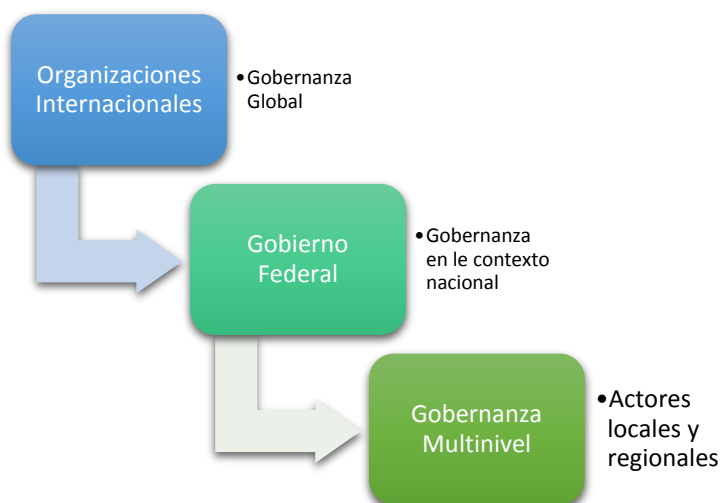 Organizaciones
Internacionales
•Gobernanza
Global
Gobierno
Federal
•Gobernanza
en le contexto
nacional
Gobernanza
Multinivel
•Actores
locales y
regionales